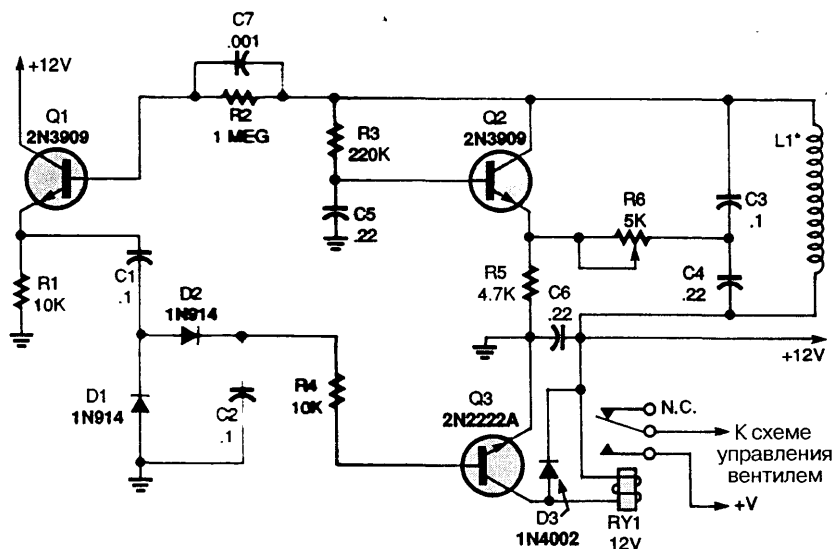 C7
.001
+12V
Q1
2N3909
R2
1 MEG
R3
220K
Q2
2N3909
L1*
C5
.22
R6
5K
C3
.1
R1
10K
C1
.1
D2
1N914
R5
4.7K
C6
.22
C4
.22
+12V
D1
1N914
C2
.1
R4
10K
Q3
2N2222A
N.C.
К схеме
управления
вентилем
+V
D3
1N4002
RY1
12V